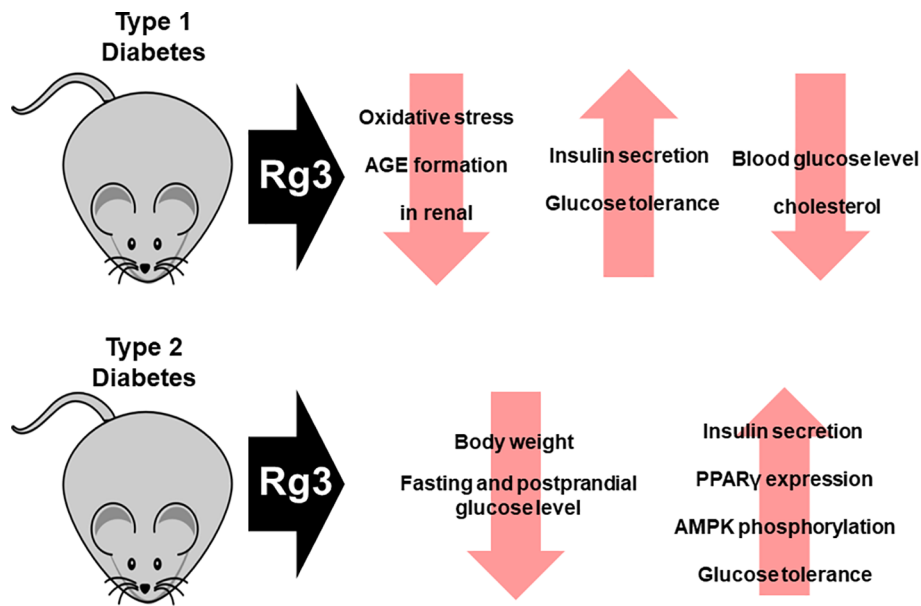 Type 1
Diabetes
Rg3
Oxidative stress
AGE formation
in renal
Insulin secretion
Glucose tolerance
Blood glucose level
cholesterol
Type 2
Diabetes
Rg3
Body weight
Fasting and postprandial
glucose level
Insulin secretion
PPARγ expression
AMPK phosphorylation
Glucose tolerance